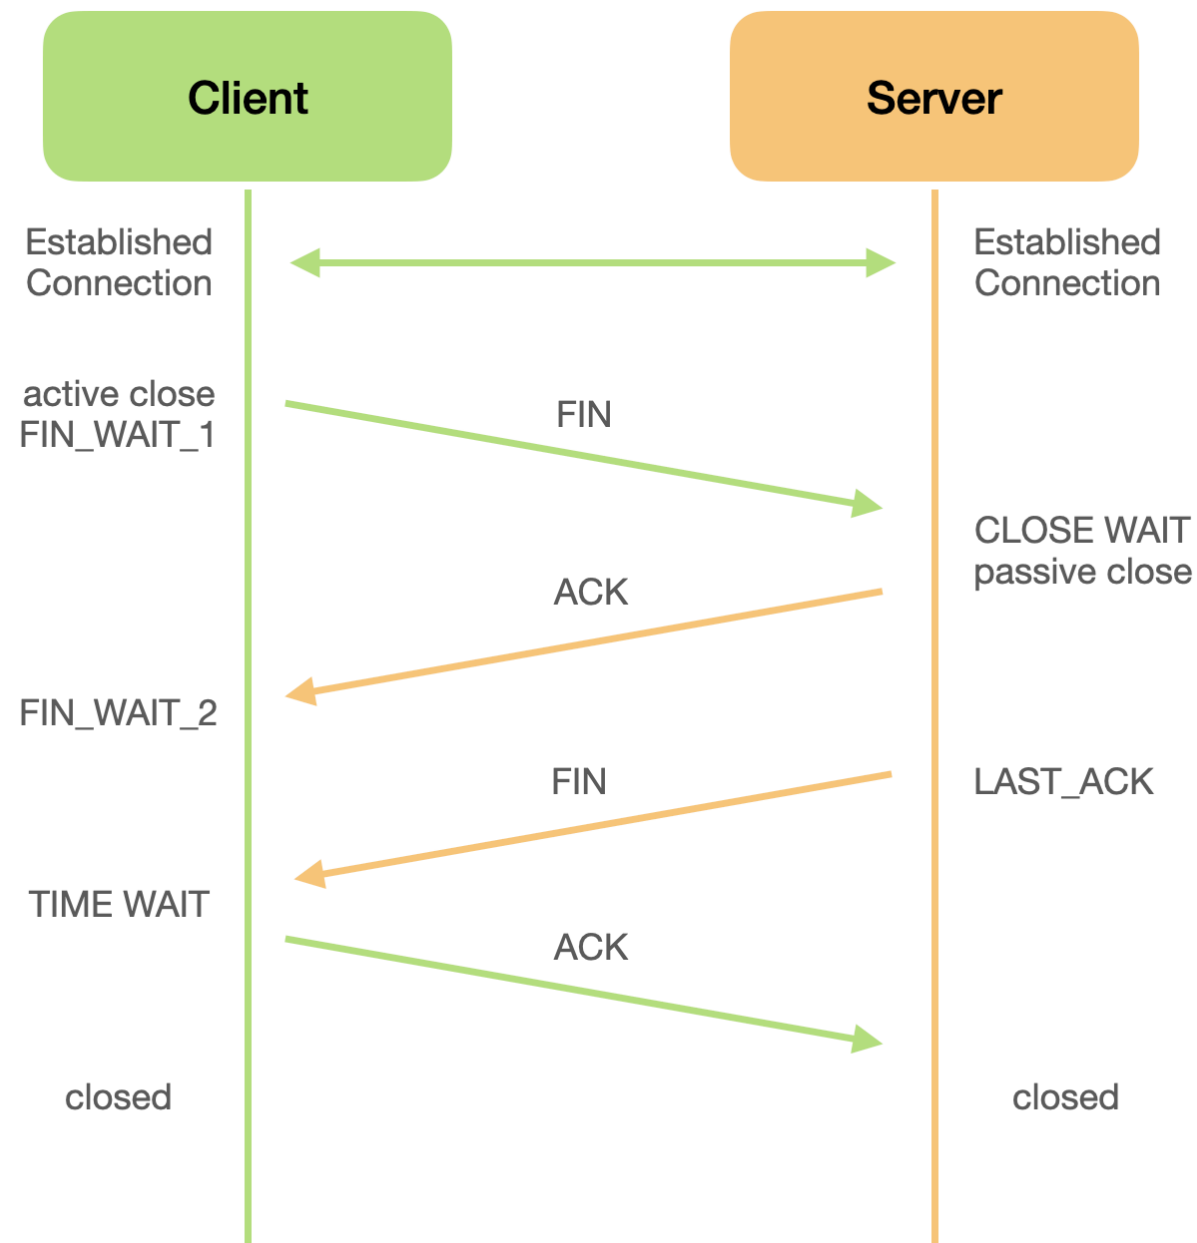 Client
Server
Established
Connection
Established
Connection
active close
FIN_WAIT_1
FIN
CLOSE WAIT
passive close
ACK
FIN_WAIT_2
FIN
LAST_ACK
TIME WAIT
ACK
closed
closed